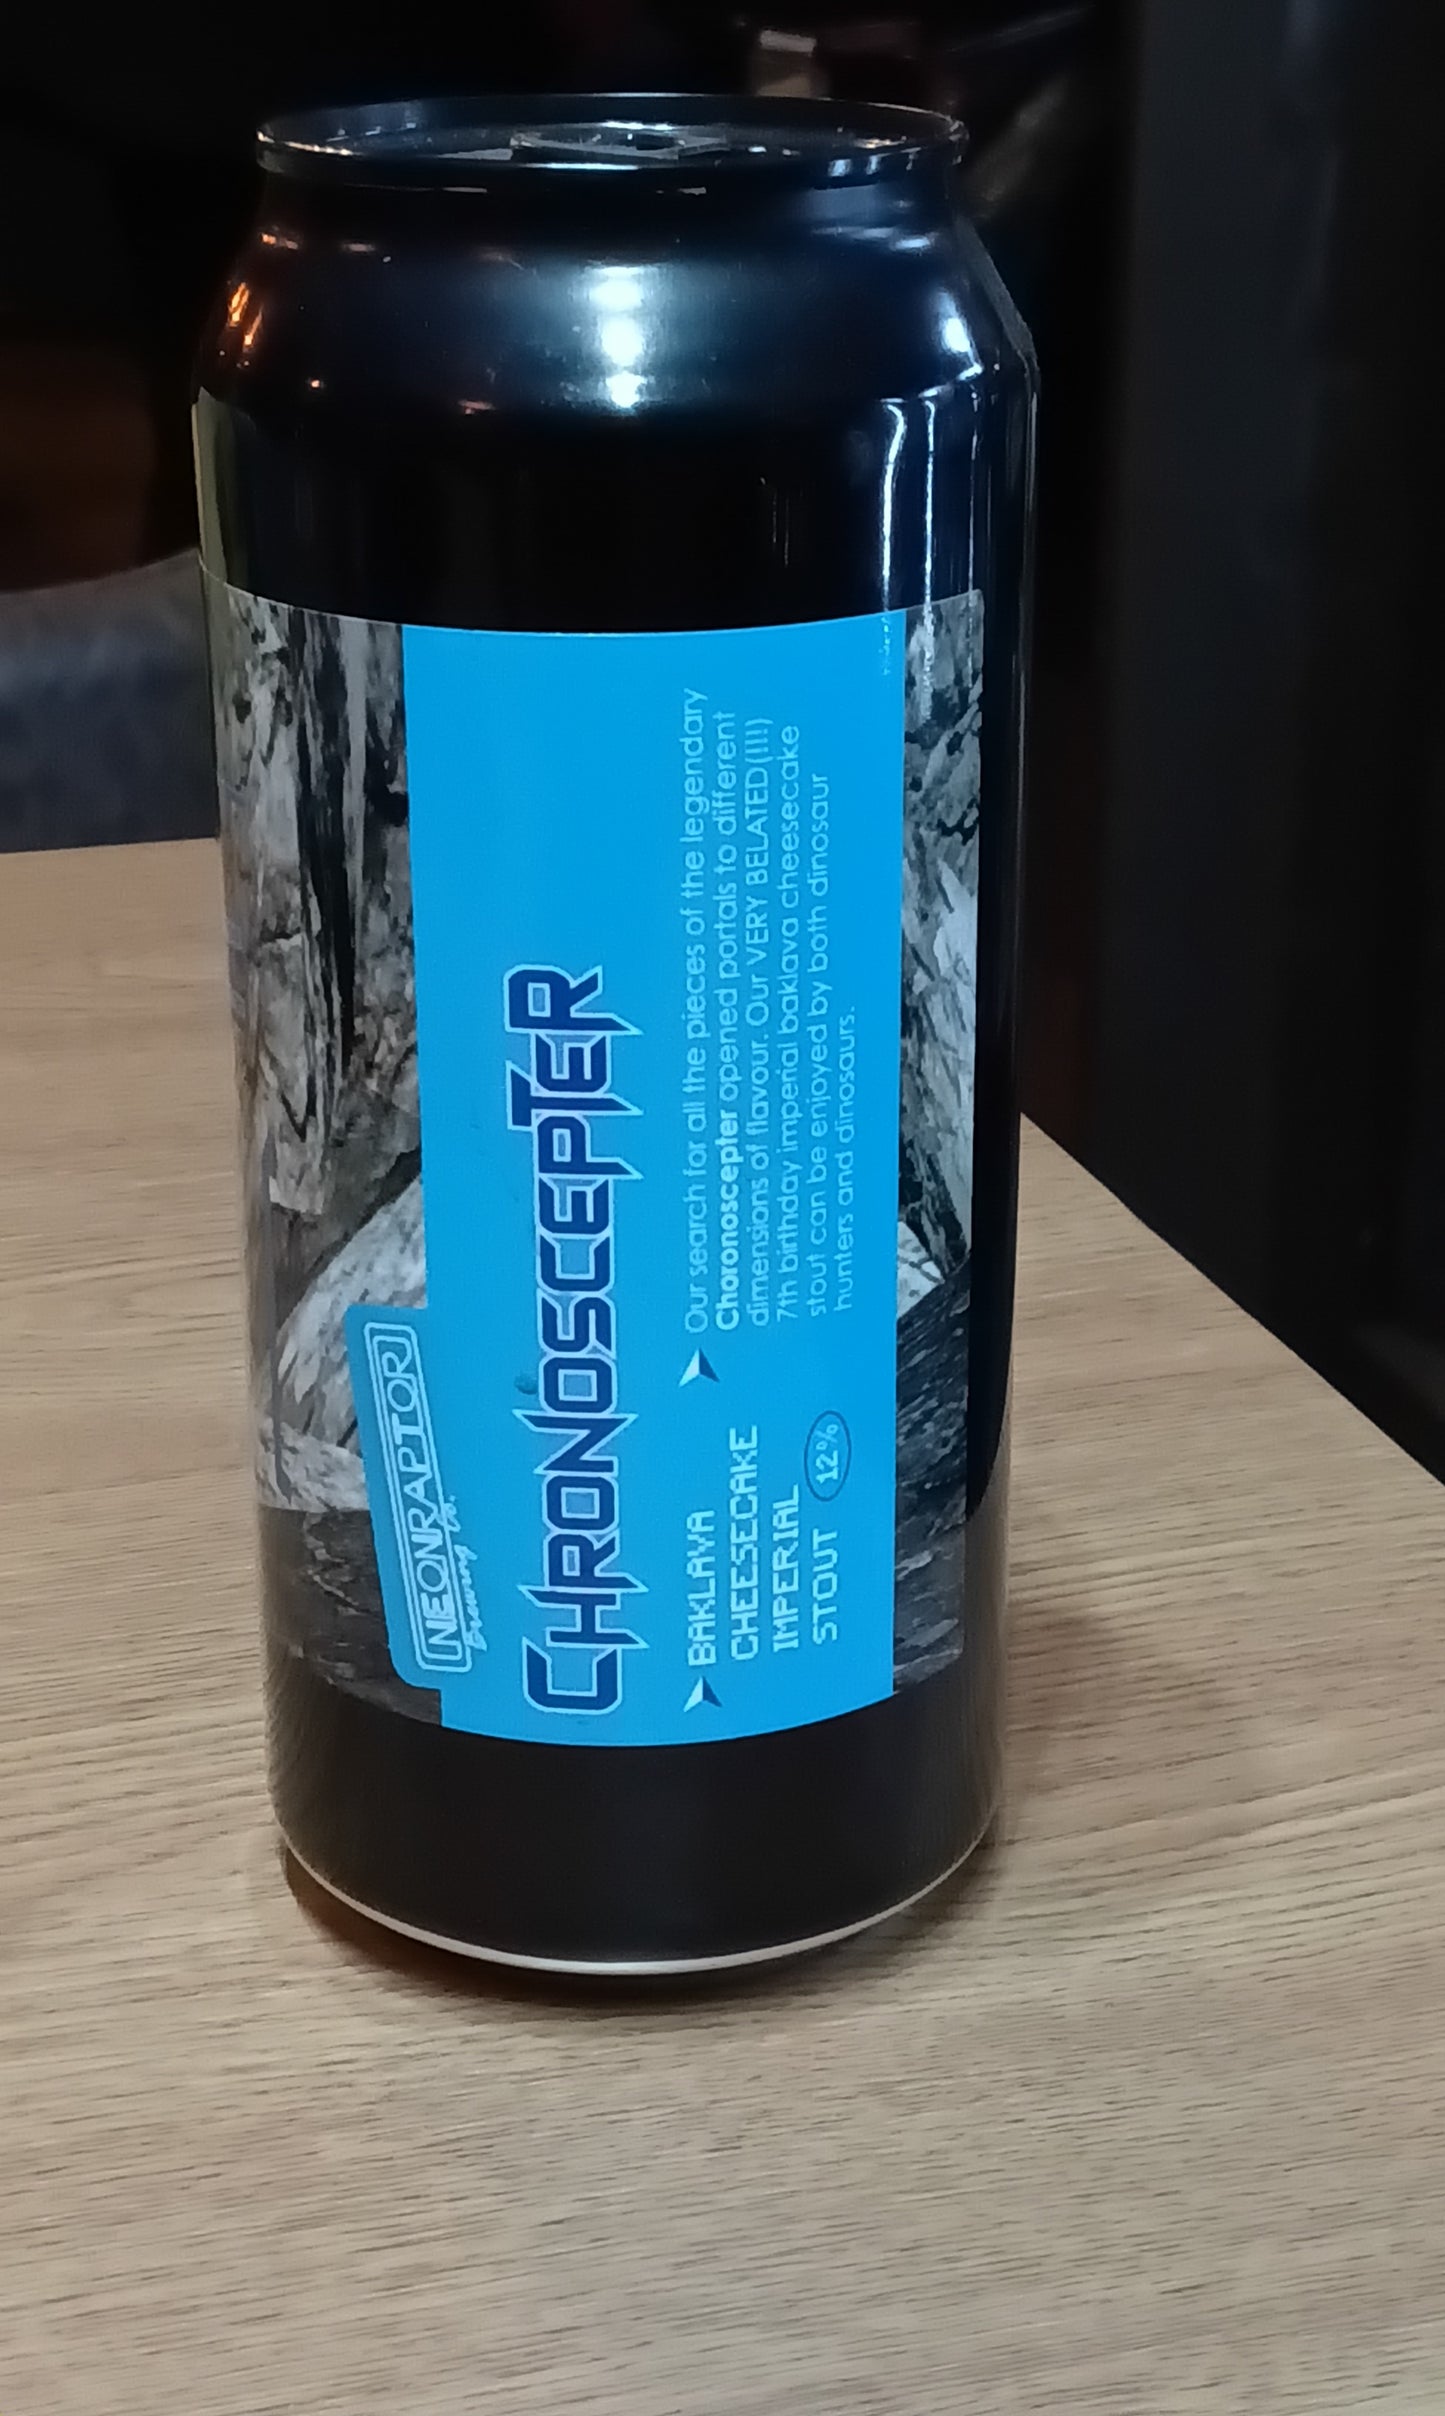 NEONRAPTOR
Brewing Co.
CHRONOSCEPTER
BAKLAVA
CHEESECAKE
IMPERIAL
STOUT 12%
Our search for all the pieces of the legendary
Choronoscepter opened portals to different
dimensions of flavour. Our VERY BELATED(!!!)
7th birthday imperial baklava cheesecake
stout can be enjoyed by both dinosaur
hunters and dinosaurs.